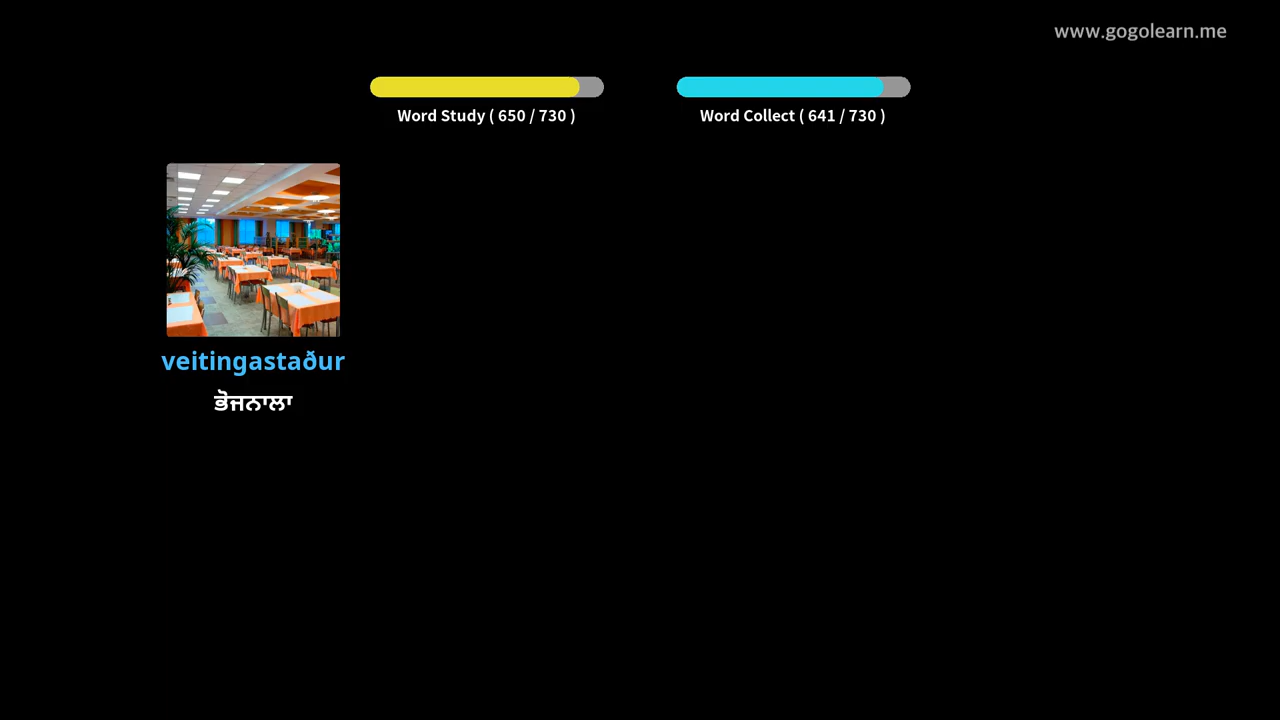 www.gogolearn.me
Word Study ( 650 / 730 )
Word Collect ( 641 / 730 )
veitingastaður
ਭੋਜਨਾਲਾ